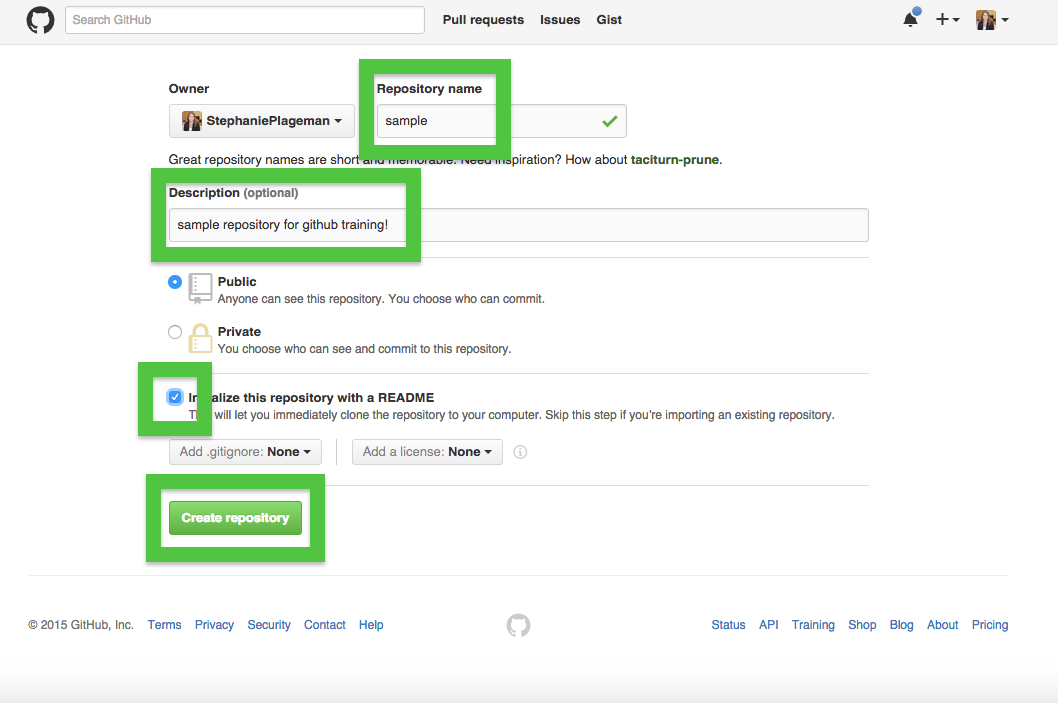 Search GitHub Pull requests Issues Gist
Owner Repository name
StephaniePlageman sample
Great repository names are short and memorable. Need inspiration? How about taciturn-prune.
Description (optional)
sample repository for github training!
Public
Anyone can see this repository. You choose who can commit.
Private
You choose who can see and commit to this repository.
Initialize this repository with a README
This will let you immediately clone the repository to your computer. Skip this step if you're importing an existing repository.
Add .gitignore: None Add a license: None
Create repository
© 2015 GitHub, Inc. Terms Privacy Security Contact Help Status API Training Shop Blog About Pricing